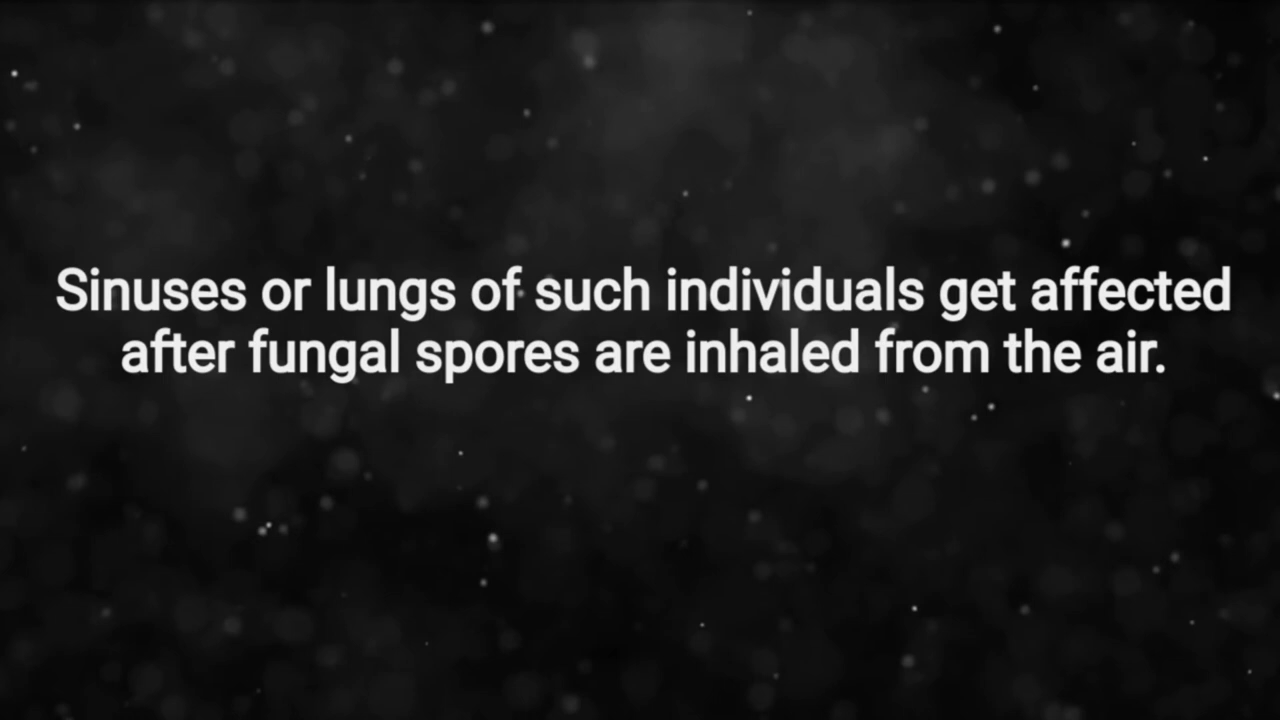 Sinuses or lungs of such individuals get affected
after fungal spores are inhaled from the air.